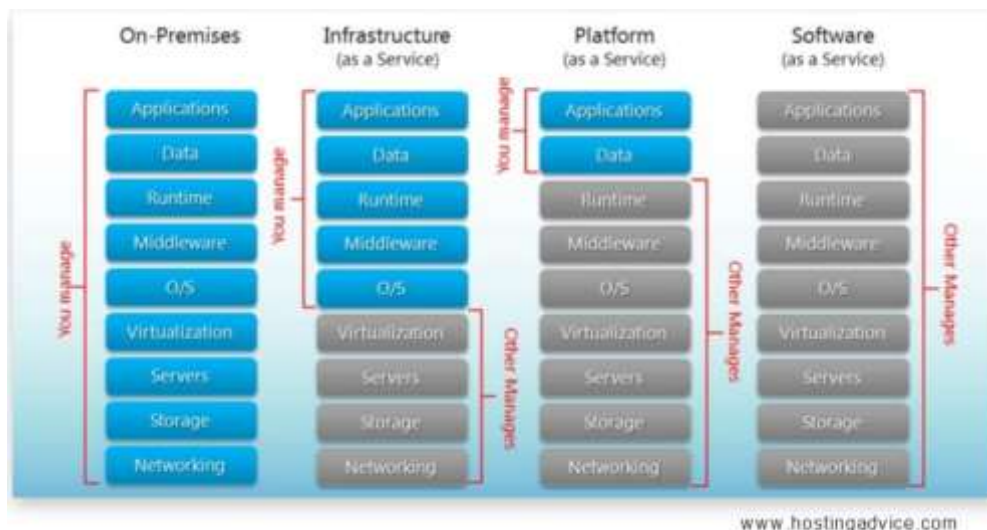 On-Premises
Infrastructure
(as a Service)
Platform
(as a Service)
Software
(as a Service)
You manage
Applications
Data
Runtime
Middleware
O/S
Virtualization
Servers
Storage
Networking
You manage
Applications
Data
Runtime
Middleware
O/S
Virtualization
Servers
Storage
Networking
Other Manages
You manage
Applications
Data
Runtime
Middleware
O/S
Virtualization
Servers
Storage
Networking
Other Manages
Applications
Data
Runtime
Middleware
O/S
Virtualization
Servers
Storage
Networking
Other Manages
www.hostingadvice.com